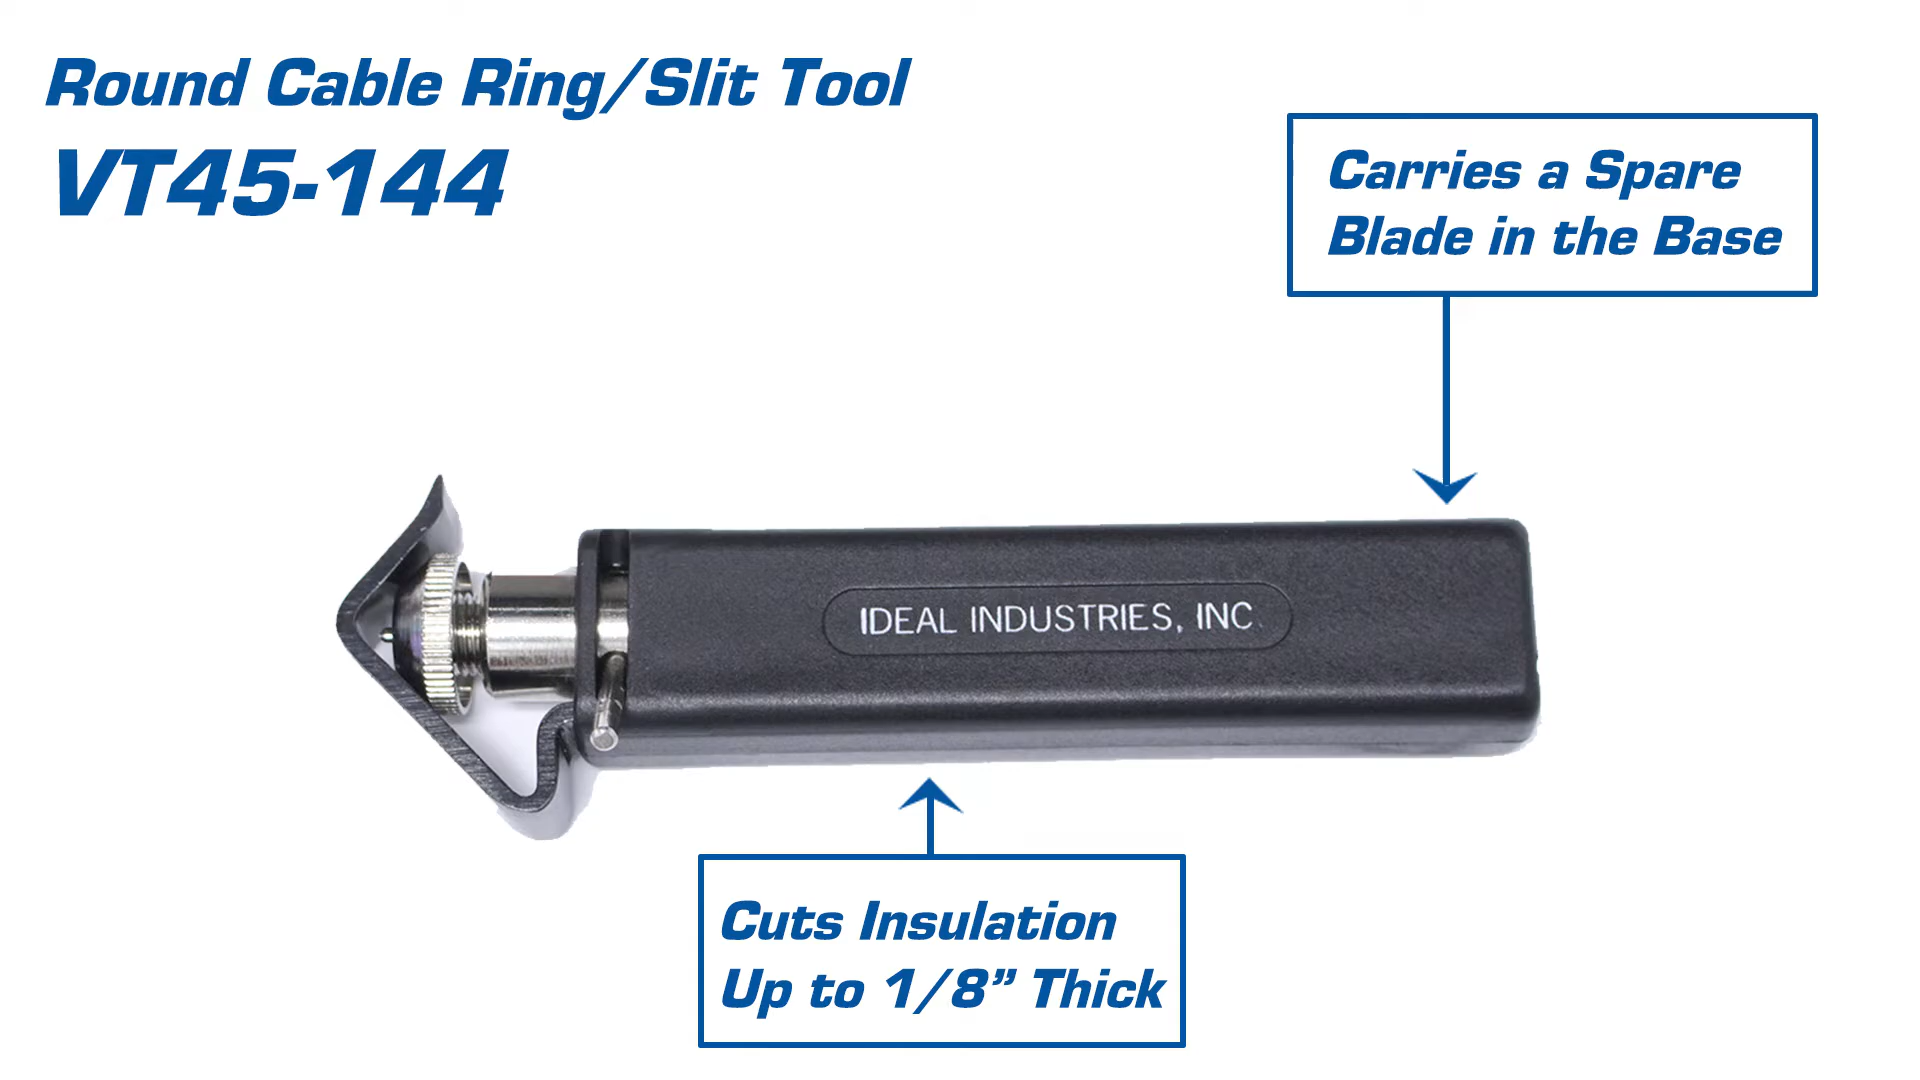 Round Cable Ring/Slit Tool
VT45-144
Carries a Spare
Blade in the Base
IDEAL INDUSTRIES, INC
Cuts Insulation
Up to 1/8” Thick